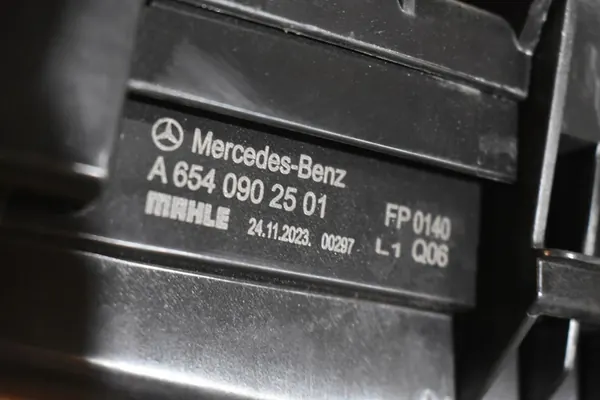 Mercedes-Benz
A 654 090 25 01
MAHLE 24.11.2023. 00297
FP 0140
L1 Q06